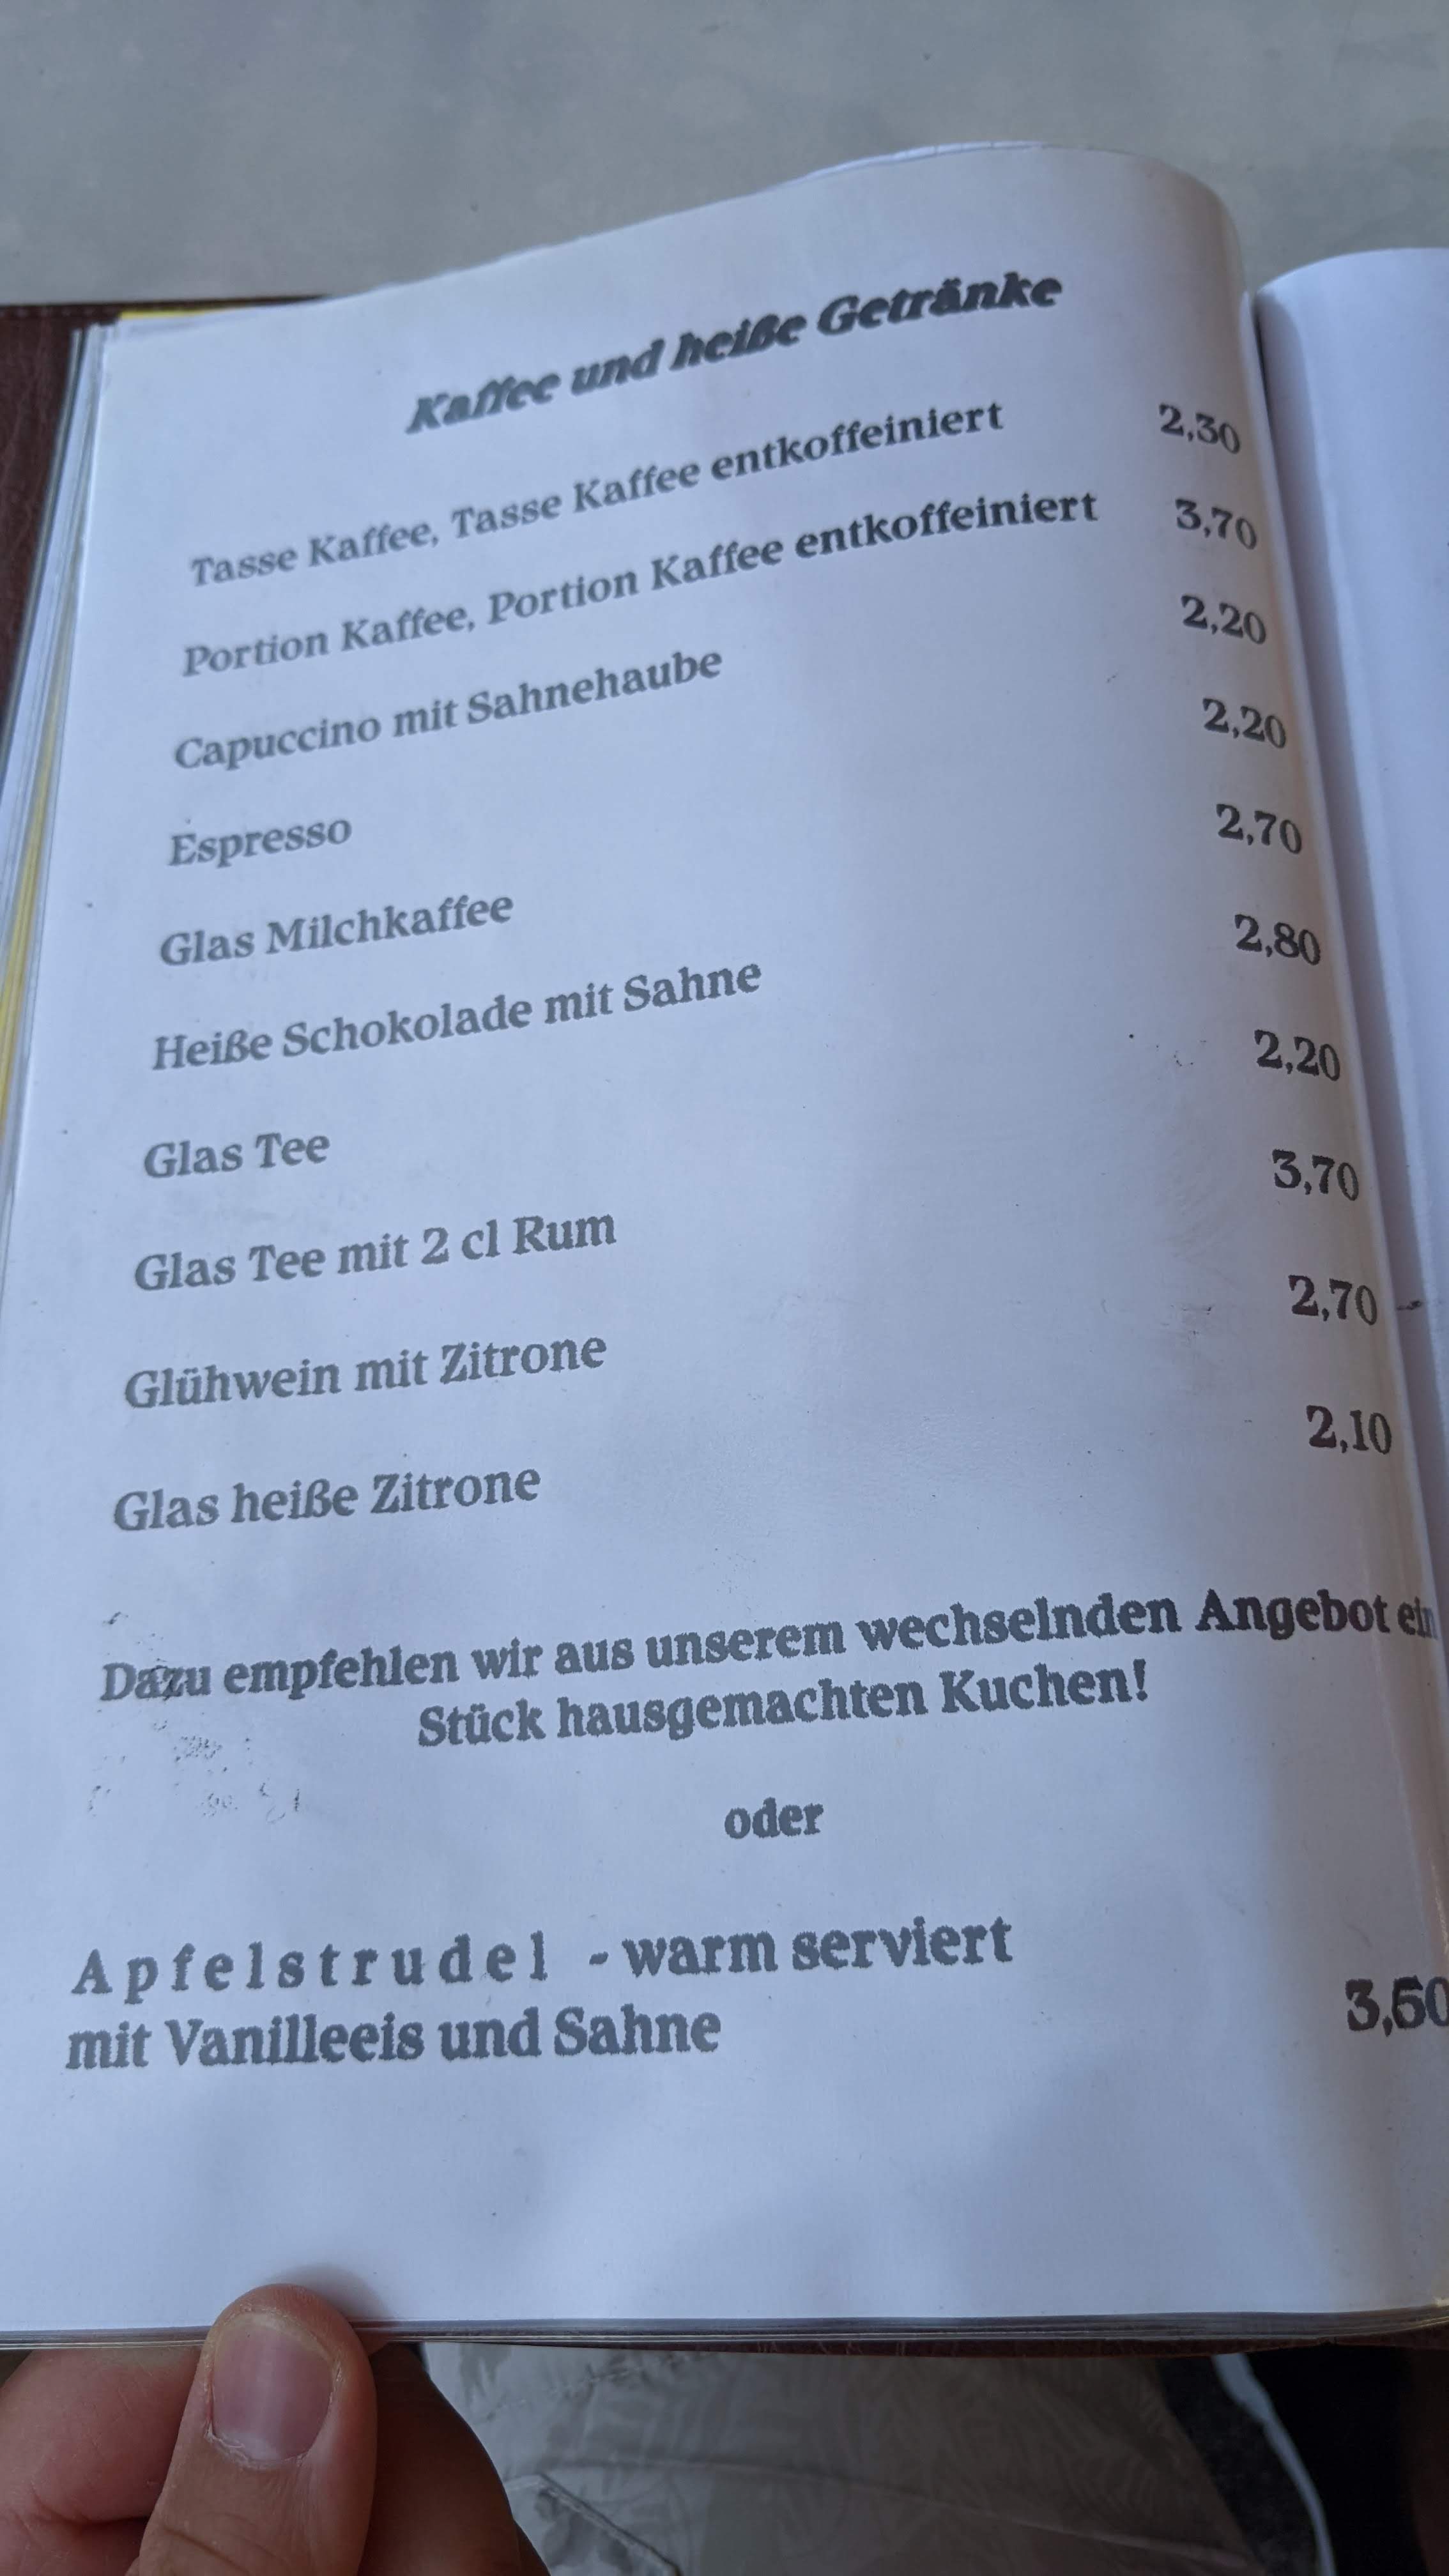 Kaffee und heiße Getränke
Tasse Kaffee, Tasse Kaffee entkoffeiniert 2,30
Portion Kaffee, Portion Kaffee entkoffeiniert 3,70
Capuccino mit Sahnehaube 2,20
Espresso 2,20
Glas Milchkaffee 2,70
Heiße Schokolade mit Sahne 2,80
Glas Tee 2,20
Glas Tee mit 2 cl Rum 3,70
Glühwein mit Zitrone 2,70
Glas heiße Zitrone 2,10
Dazu empfehlen wir aus unserem wechselnden Angebot ein
Stück hausgemachten Kuchen!
oder
Apfelstrudel - warm serviert
mit Vanilleeis und Sahne